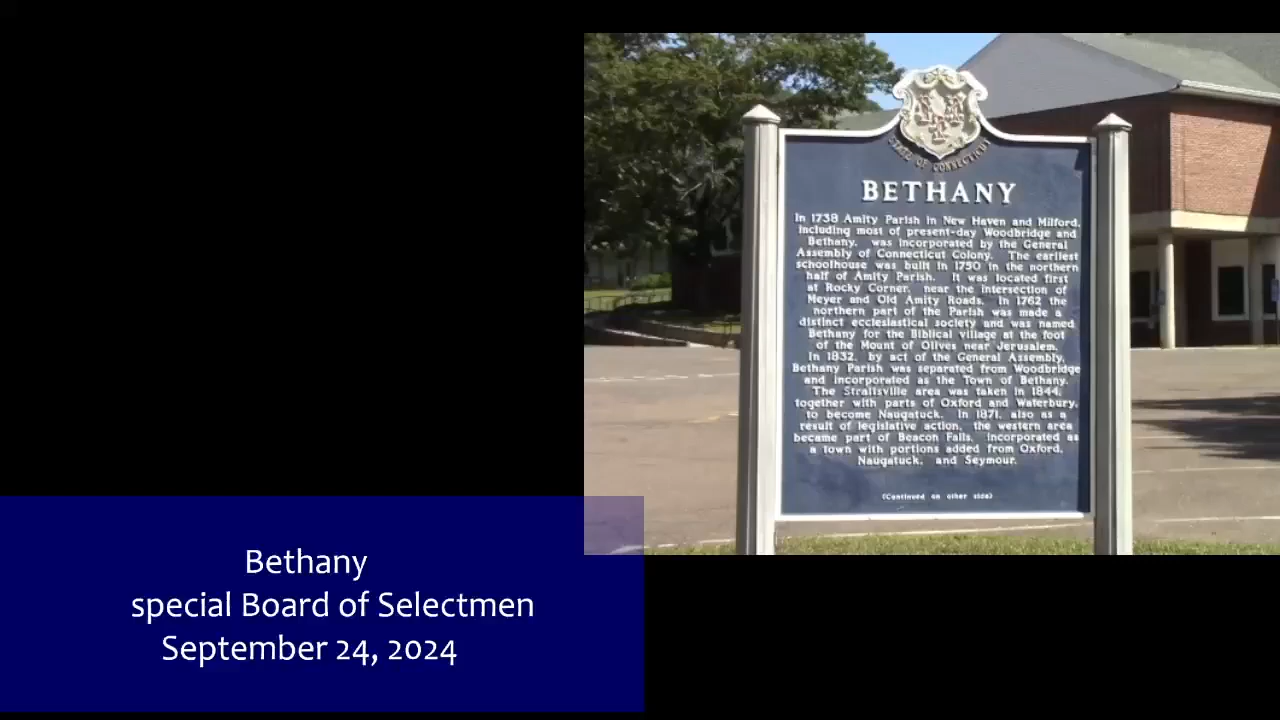 STATE OF CONNECTICUT
BETHANY
In 1738 Amity Parish in New Haven and Milford,
including most of present-day Woodbridge and
Bethany, was incorporated by the General
Assembly of Connecticut Colony. The earliest
schoolhouse was built in 1750 in the northern
half of Amity Parish. It was located first
at Rocky Corner, near the intersection of
Meyer and Old Amity Roads. In 1762 the
northern part of the Parish was made a
distinct ecclesiastical society and was named
Bethany for the Biblical village at the foot
of the Mount of Olives near Jerusalem.
In 1832, by act of the General Assembly,
Bethany Parish was separated from Woodbridge
and incorporated as the Town of Bethany.
The Straitsville area was taken in 1844,
together with parts of Oxford and Waterbury,
to become Naugatuck. In 1871, also as a
result of legislative action, the western area
became part of Beacon Falls, incorporated as
a town with portions added from Oxford,
Naugatuck, and Seymour.
(Continued on other side)
Bethany
special Board of Selectmen
September 24, 2024